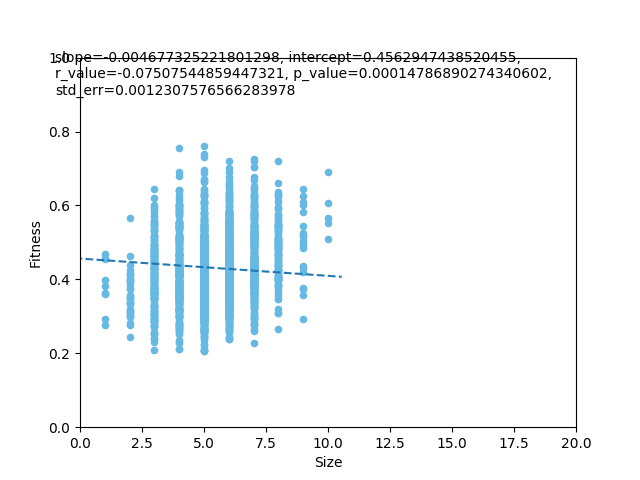 slope=-0.004677325221801298, intercept=0.4562947438520455,
r_value=-0.07507544859447321, p_value=0.00014786890274340602,
std_err=0.0012307576566283978
1.0
0.8
0.6
0.4
0.2
0.0
Fitness
0.0 2.5 5.0 7.5 10.0 12.5 15.0 17.5 20.0
Size